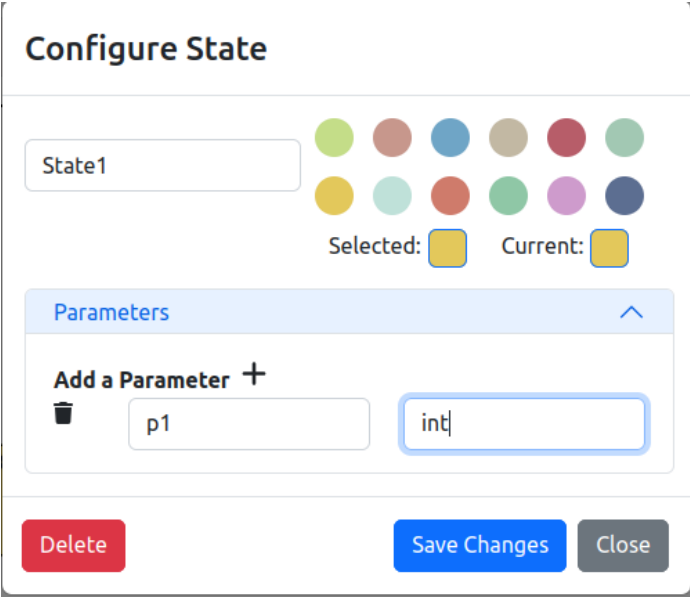 Configure State
State1
Selected: Current:
Parameters
Add a Parameter +
p1 int
Delete Save Changes Close